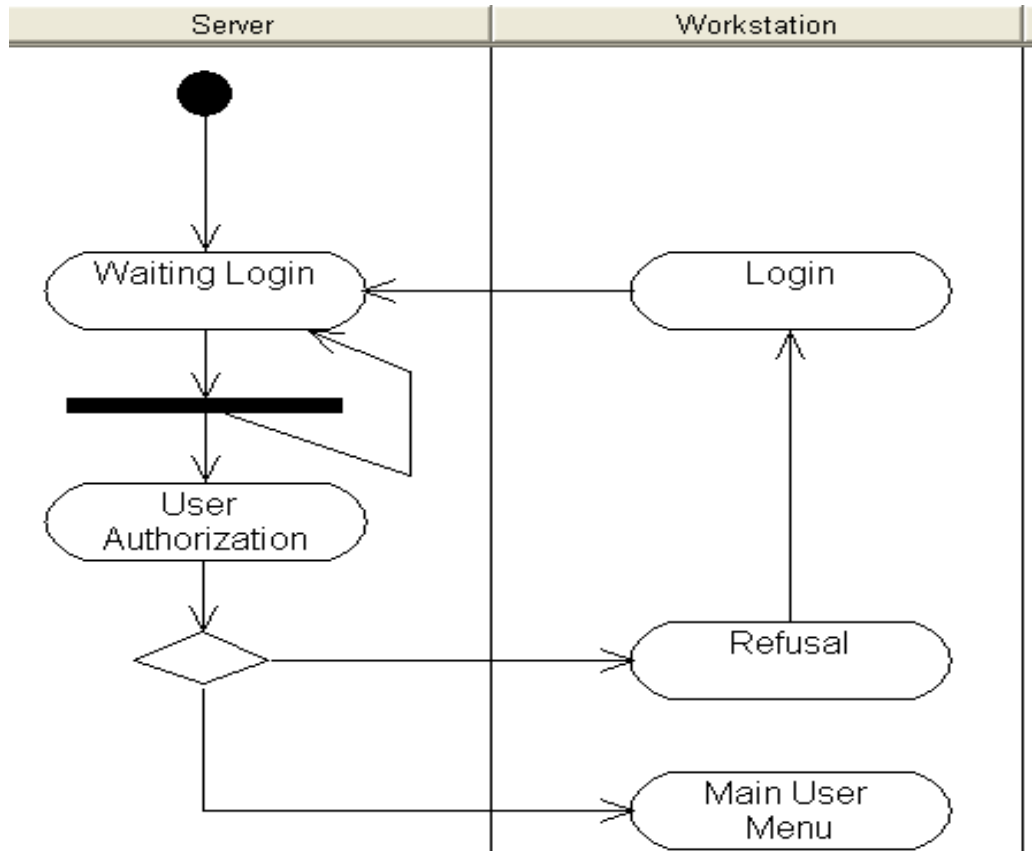 Server
Workstation
Waiting Login
Login
User
Authorization
Refusal
Main User
Menu